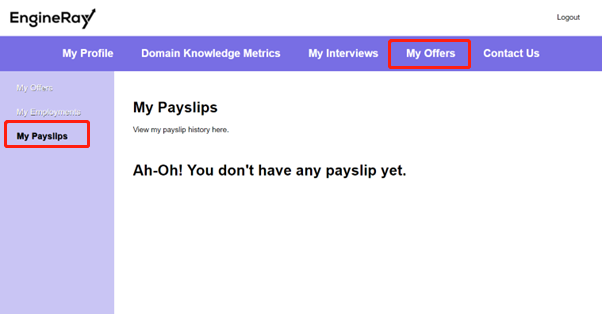 EngineRay
Logout
My Profile Domain Knowledge Metrics My Interviews My Offers Contact Us
My Offers
My Employments
My Payslips
My Payslips
View my payslip history here.
Ah-Oh! You don't have any payslip yet.